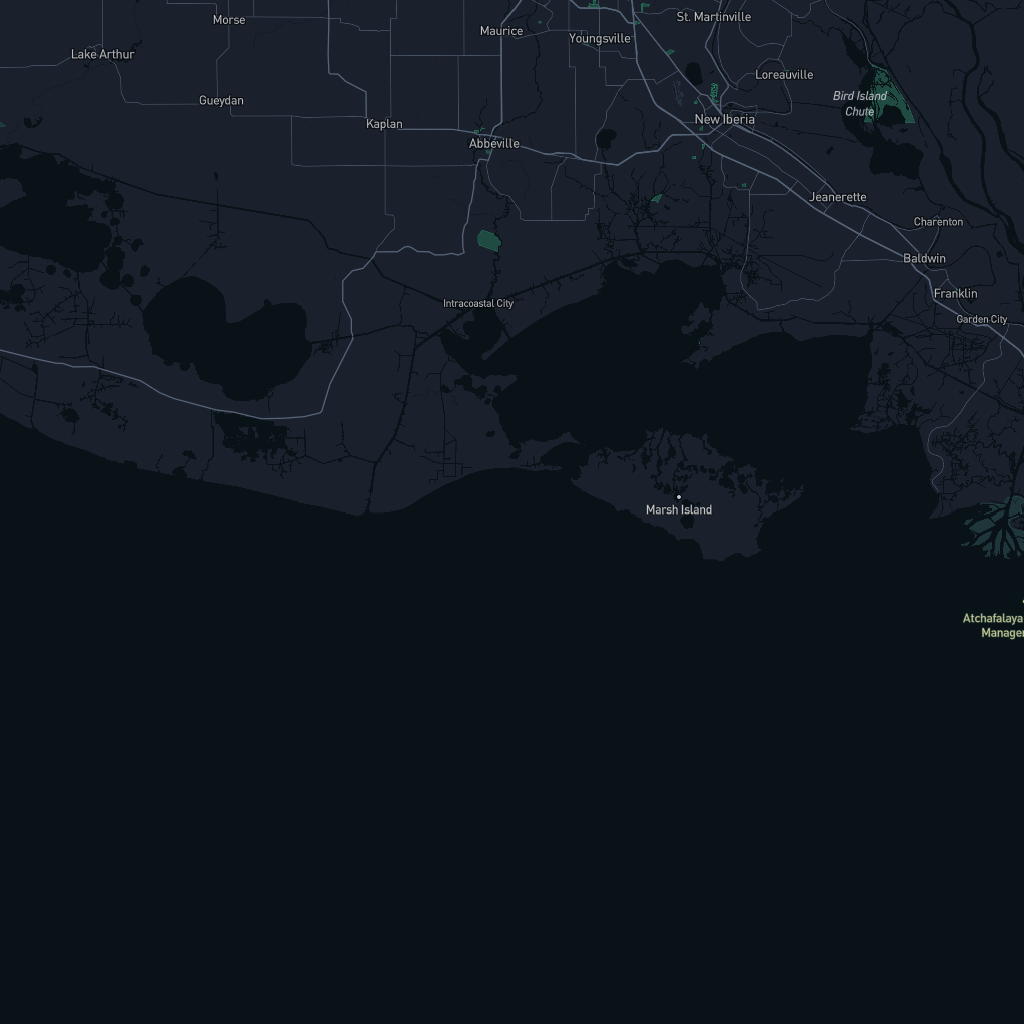 Morse
St. Martinville
Maurice
Youngsville
Lake Arthur
Loreauville
Gueydan
Bird Island
Chute
Kaplan
New Iberia
Abbeville
Jeanerette
Charenton
Baldwin
Franklin
Intracoastal City
Garden City
Marsh Island
Atchafalaya
Manager